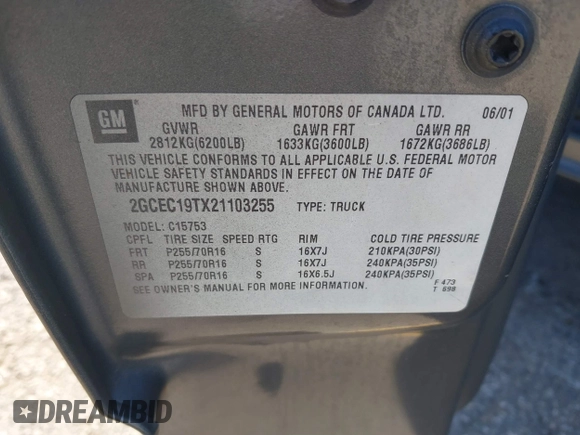 GM
MFD BY GENERAL MOTORS OF CANADA LTD. 06/01
GVWR GAWR FRT GAWR RR
2812KG(6200LB) 1633KG(3600LB) 1672KG(3686LB)
THIS VEHICLE CONFORMS TO ALL APPLICABLE U.S. FEDERAL MOTOR
VEHICLE SAFETY STANDARDS IN EFFECT ON THE DATE OF
MANUFACTURE SHOWN ABOVE.
2GCEC19TX21103255 TYPE: TRUCK
MODEL: C15753
CPFL TIRE SIZE SPEED RTG RIM COLD TIRE PRESSURE
FRT P255/70R16 S 16X7J 210KPA(30PSI)
RR P255/70R16 S 16X7J 240KPA(35PSI)
SPA P255/70R16 S 16X6.5J 240KPA(35PSI)
SEE OWNER'S MANUAL FOR MORE INFORMATION.
F 473
T 898
DREAMBID